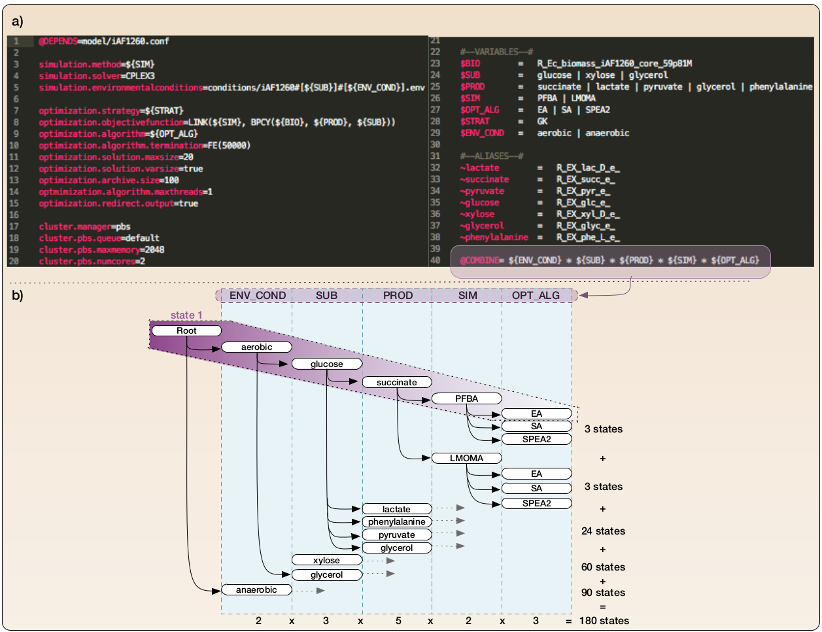 a)
1 @DEPENDS=model/iAF1260.conf
2
3 simulation.method=${SIM}
4 simulation.solver=CPLEX3
5 simulation.environmentalconditions=conditions/iAF1260#[${SUB}]#[${ENV_COND}].env
6
7 optimization.strategy=${STRAT}
8 optimization.objectivefunction=LINK(${SIM}, BPCY(${BIO}, ${PROD}, ${SUB}))
9 optimization.algorithm=${OPT_ALG}
10 optimization.algorithm.termination=FE(50000)
11 optimization.solution.maxsize=20
12 optimization.solution.varsize=true
13 optimization.archive.size=100
14 optmimization.algorithm.maxthreads=1
15 optimization.redirect.output=true
16
17 cluster.manager=pbs
18 cluster.pbs.queue=default
19 cluster.pbs.maxmemory=2048
20 cluster.pbs.numcores=2
21
22 #——VARIABLES——#
23 $BIO = R_Ec_biomass_iAF1260_core_59p81M
24 $SUB = glucose | xylose | glycerol
25 $PROD = succinate | lactate | pyruvate | glycerol | phenylalanine
26 $SIM = PFBA | LMOMA
27 $OPT_ALG = EA | SA | SPEA2
28 $STRAT = GK
29 $ENV_COND = aerobic | anaerobic
30
31 #——ALIASES——#
32 ~lactate = R_EX_lac_D_e_
33 ~succinate = R_EX_succ_e_
34 ~pyruvate = R_EX_pyr_e_
35 ~glucose = R_EX_glc_e_
36 ~xylose = R_EX_xyl_D_e_
37 ~glycerol = R_EX_glyc_e_
38 ~phenylalanine = R_EX_phe_L_e_
39
40 @COMBINE= ${ENV_COND} * ${SUB} * ${PROD} * ${SIM} * ${OPT_ALG}
b)
ENV_COND SUB PROD SIM OPT_ALG
state 1
Root
aerobic
glucose
succinate
PFBA
EA
SA
3 states
SPEA2
LMOMA
+
EA
SA
3 states
SPEA2
lactate
+
phenylalanine
24 states
pyruvate
glycerol
+
xylose
60 states
glycerol
+
anaerobic
90 states
=
2 x 3 x 5 x 2 x 3 = 180 states